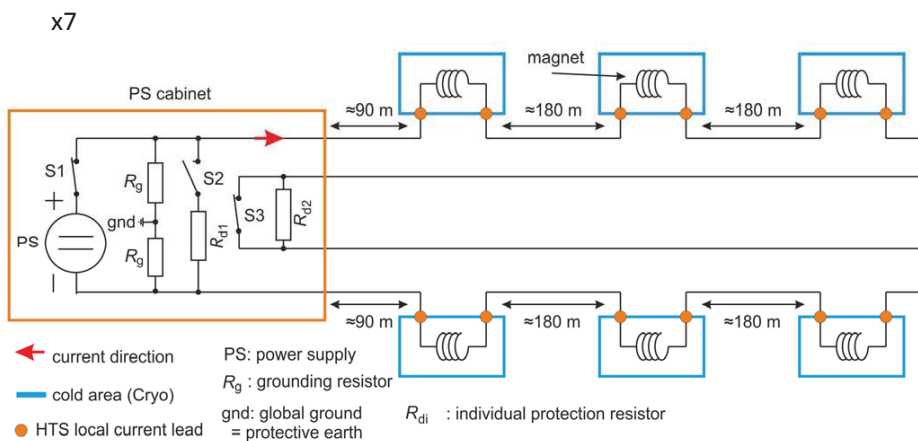 x7
magnet
PS cabinet
≈90 m
≈180 m
≈180 m
S1
Rg
S2
S3
Rd2
+
gnd
PS
Rg
Rd1
−
≈90 m
≈180 m
≈180 m
current direction
PS: power supply
cold area (Cryo)
Rg : grounding resistor
HTS local current lead
gnd: global ground
= protective earth
Rdi : individual protection resistor